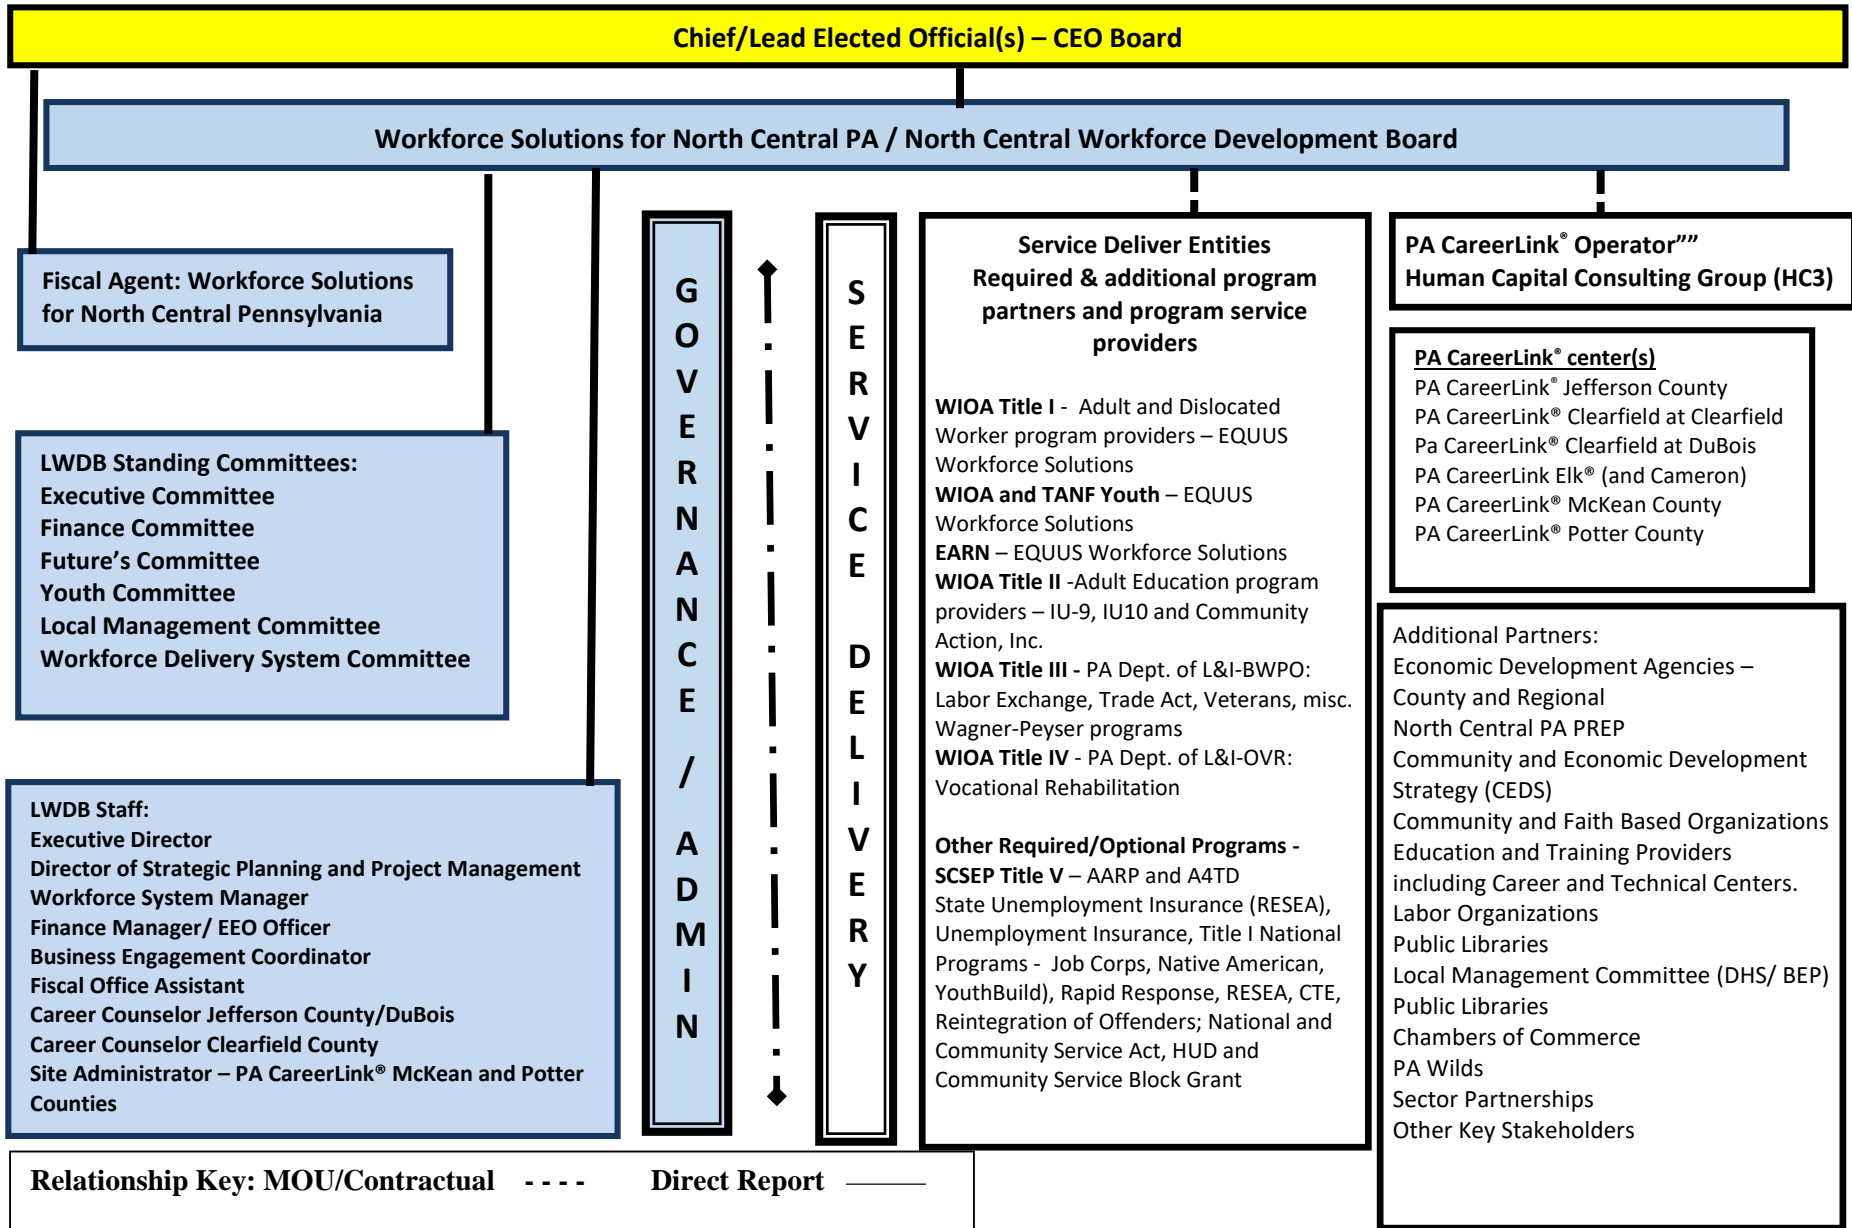 Chief/Lead Elected Official(s) – CEO Board
Workforce Solutions for North Central PA / North Central Workforce Development Board
Fiscal Agent: Workforce Solutions
for North Central Pennsylvania
LWDB Standing Committees:
Executive Committee
Finance Committee
Future’s Committee
Youth Committee
Local Management Committee
Workforce Delivery System Committee
LWDB Staff:
Executive Director
Director of Strategic Planning and Project Management
Workforce System Manager
Finance Manager/ EEO Officer
Business Engagement Coordinator
Fiscal Office Assistant
Career Counselor Jefferson County/DuBois
Career Counselor Clearfield County
Site Administrator – PA CareerLink® McKean and Potter
Counties
G
O
V
E
R
N
A
N
C
E
/
A
D
M
I
N
S
E
R
V
I
C
E
D
E
L
I
V
E
R
Y
Service Deliver Entities
Required & additional program
partners and program service
providers
WIOA Title I - Adult and Dislocated
Worker program providers – EQUUS
Workforce Solutions
WIOA and TANF Youth – EQUUS
Workforce Solutions
EARN – EQUUS Workforce Solutions
WIOA Title II -Adult Education program
providers – IU-9, IU10 and Community
Action, Inc.
WIOA Title III - PA Dept. of L&I-BWPO:
Labor Exchange, Trade Act, Veterans, misc.
Wagner-Peyser programs
WIOA Title IV - PA Dept. of L&I-OVR:
Vocational Rehabilitation
Other Required/Optional Programs -
SCSEP Title V – AARP and A4TD
State Unemployment Insurance (RESEA),
Unemployment Insurance, Title I National
Programs - Job Corps, Native American,
YouthBuild), Rapid Response, RESEA, CTE,
Reintegration of Offenders; National and
Community Service Act, HUD and
Community Service Block Grant
PA CareerLink® Operator””
Human Capital Consulting Group (HC3)
PA CareerLink® center(s)
PA CareerLink® Jefferson County
PA CareerLink® Clearfield at Clearfield
Pa CareerLink® Clearfield at DuBois
PA CareerLink Elk® (and Cameron)
PA CareerLink® McKean County
PA CareerLink® Potter County
Additional Partners:
Economic Development Agencies –
County and Regional
North Central PA PREP
Community and Economic Development
Strategy (CEDS)
Community and Faith Based Organizations
Education and Training Providers
including Career and Technical Centers.
Labor Organizations
Public Libraries
Local Management Committee (DHS/ BEP)
Public Libraries
Chambers of Commerce
PA Wilds
Sector Partnerships
Other Key Stakeholders
Relationship Key: MOU/Contractual - - - - Direct Report ———